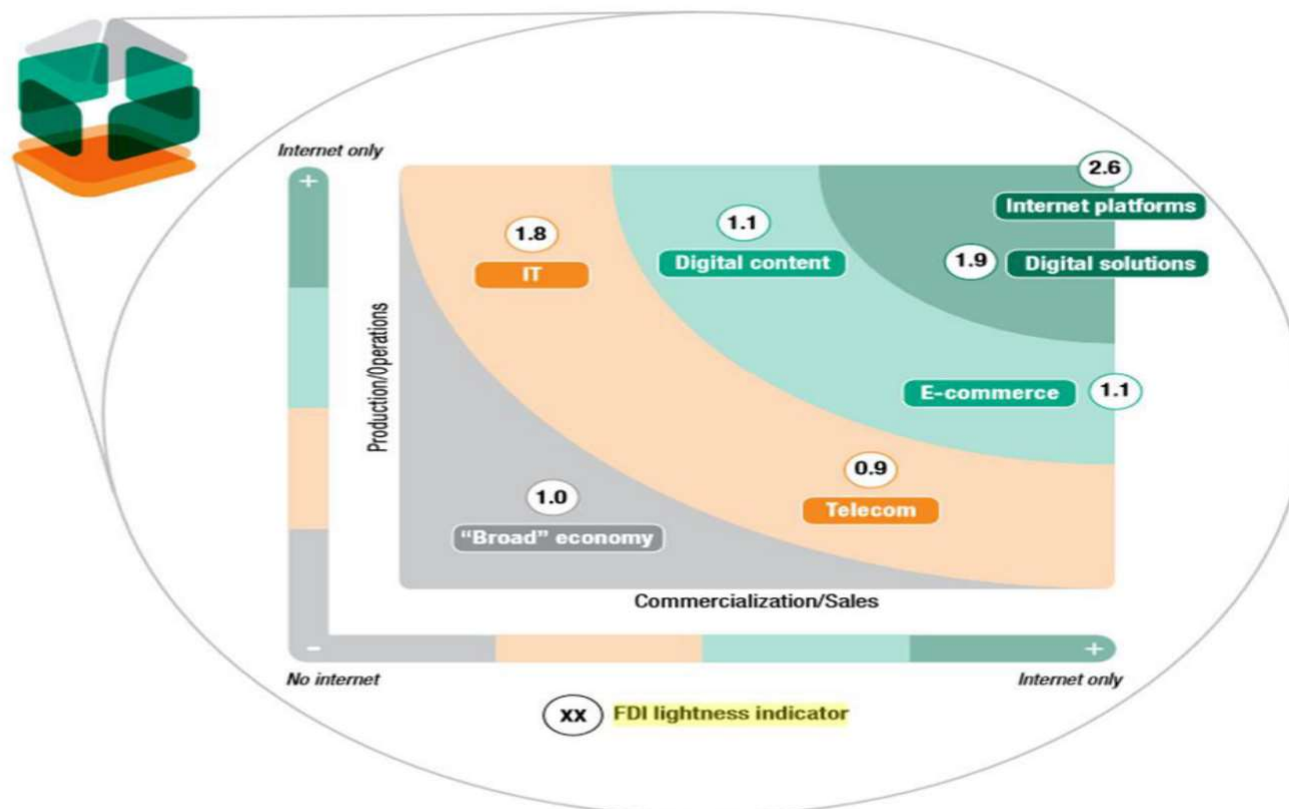 Internet only
+
2.6
Internet platforms
1.8
IT
1.1
Digital content
1.9
Digital solutions
Production/Operations
E-commerce
1.1
0.9
Telecom
1.0
“Broad” economy
Commercialization/Sales
-
+
No internet
Internet only
XX FDI lightness indicator